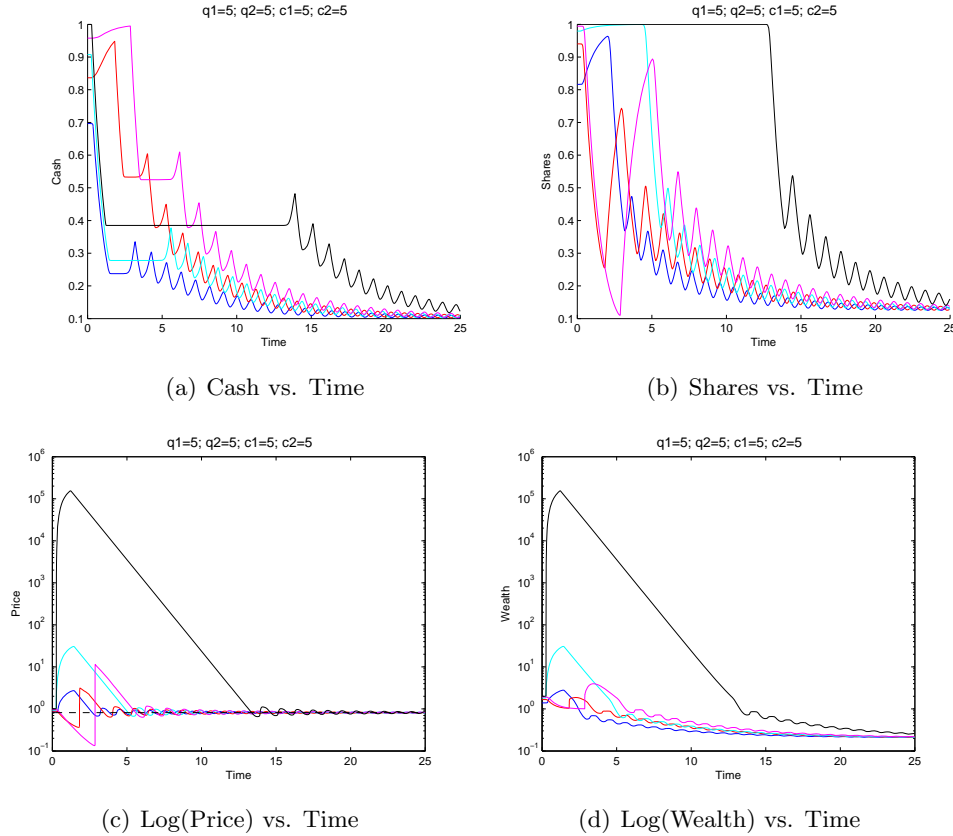 q1=5; q2=5; c1=5; c2=5
1
0.9
0.8
0.7
0.6
0.5
0.4
0.3
0.2
0.1
Cash
0 5 10 15 20 25
Time
(a) Cash vs. Time
q1=5; q2=5; c1=5; c2=5
1
0.9
0.8
0.7
0.6
0.5
0.4
0.3
0.2
0.1
Shares
0 5 10 15 20 25
Time
(b) Shares vs. Time
q1=5; q2=5; c1=5; c2=5
10^6
10^5
10^4
10^3
10^2
10^1
10^0
10^−1
Price
0 5 10 15 20 25
Time
(c) Log(Price) vs. Time
q1=5; q2=5; c1=5; c2=5
10^6
10^5
10^4
10^3
10^2
10^1
10^0
10^−1
Wealth
0 5 10 15 20 25
Time
(d) Log(Wealth) vs. Time